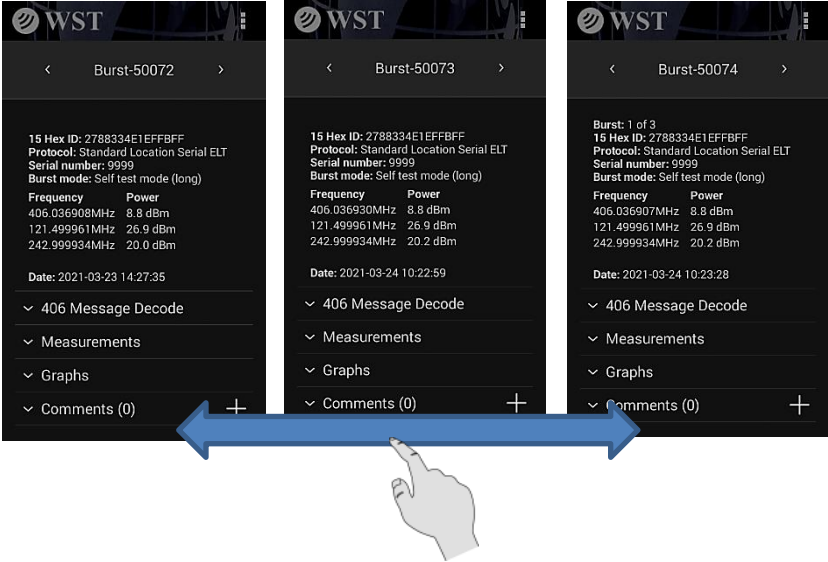 WST
Burst-50072
15 Hex ID: 2788334E1EFFBFF
Protocol: Standard Location Serial ELT
Serial number: 9999
Burst mode: Self test mode (long)
Frequency Power
406.036908MHz 8.8 dBm
121.499961MHz 26.9 dBm
242.999934MHz 20.0 dBm
Date: 2021-03-23 14:27:35
406 Message Decode
Measurements
Graphs
Comments (0)
WST
Burst-50073
15 Hex ID: 2788334E1EFFBFF
Protocol: Standard Location Serial ELT
Serial number: 9999
Burst mode: Self test mode (long)
Frequency Power
406.036930MHz 8.8 dBm
121.499961MHz 26.9 dBm
242.999934MHz 20.2 dBm
Date: 2021-03-24 10:22:59
406 Message Decode
Measurements
Graphs
Comments (0)
WST
Burst-50074
Burst: 1 of 3
15 Hex ID: 2788334E1EFFBFF
Protocol: Standard Location Serial ELT
Serial number: 9999
Burst mode: Self test mode (long)
Frequency Power
406.036907MHz 8.8 dBm
121.499961MHz 26.9 dBm
242.999934MHz 20.2 dBm
Date: 2021-03-24 10:23:28
406 Message Decode
Measurements
Graphs
Comments (0)